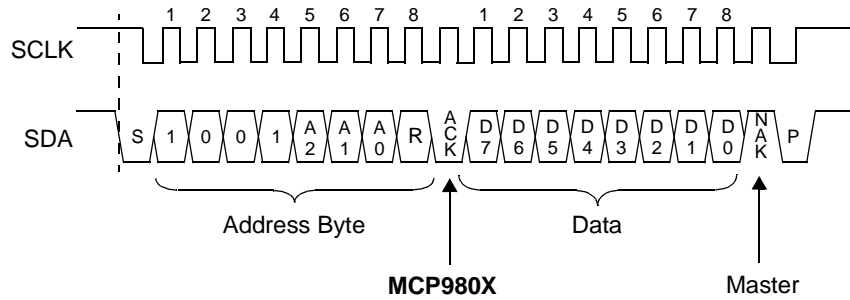 1 2 3 4 5 6 7 8 1 2 3 4 5 6 7 8
SCLK
SDA S 1 0 0 1 A2 A1 A0 R ACK D7 D6 D5 D4 D3 D2 D1 D0 NAK P
Address Byte Data
MCP980X Master